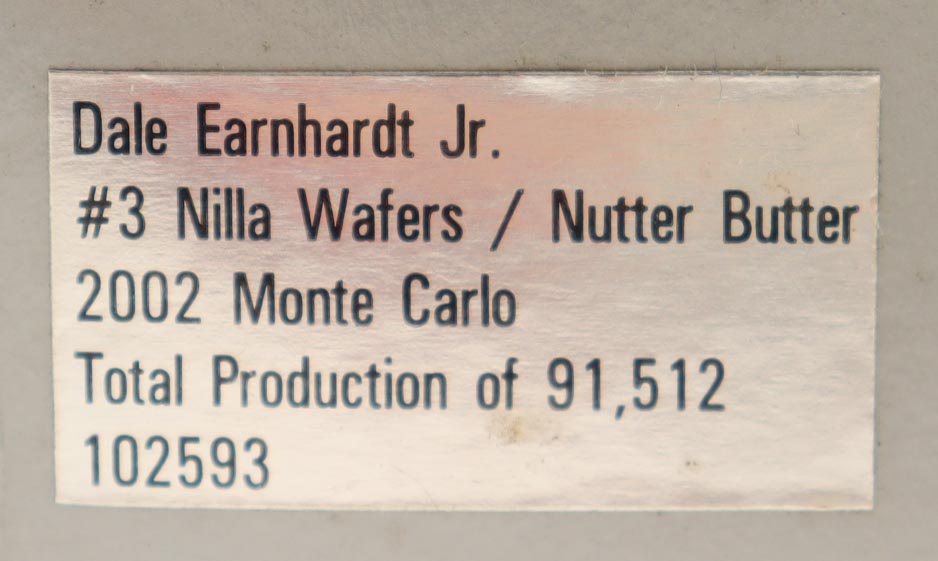 Dale Earnhardt Jr.
#3 Nilla Wafers / Nutter Butter
2002 Monte Carlo
Total Production of 91,512
102593